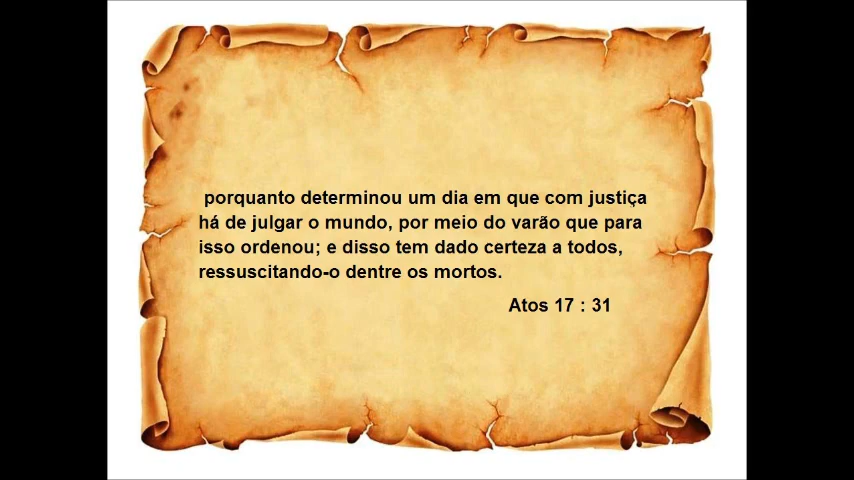 porquanto determinou um dia em que com justiça
há de julgar o mundo, por meio do varão que para
isso ordenou; e disso tem dado certeza a todos,
ressuscitando-o dentre os mortos.
Atos 17 : 31